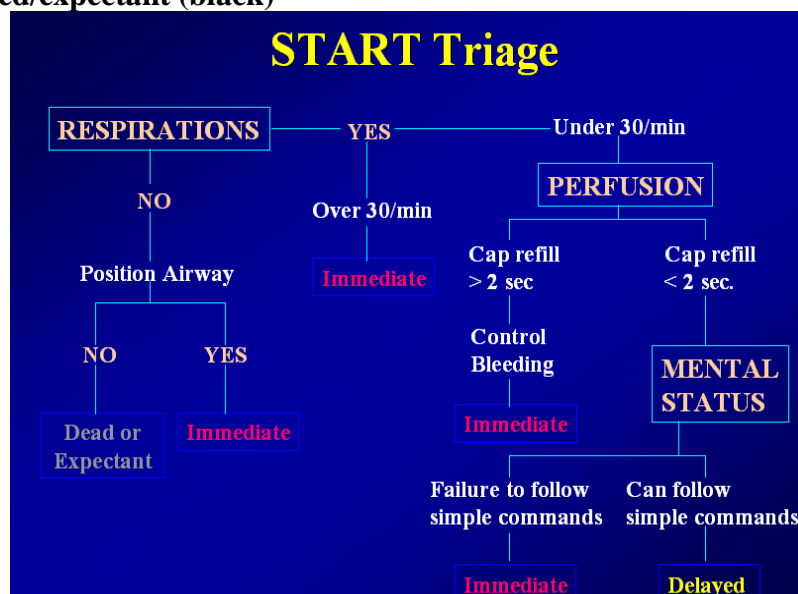 /expectant (black)
START Triage
RESPIRATIONS
YES
Under 30/min
PERFUSION
NO
Over 30/min
Immediate
Position Airway
NO
YES
Dead or
Expectant
Immediate
Cap refill
> 2 sec
Cap refill
< 2 sec.
Control
Bleeding
Immediate
MENTAL
STATUS
Failure to follow
simple commands
Can follow
simple commands
Immediate
Delayed